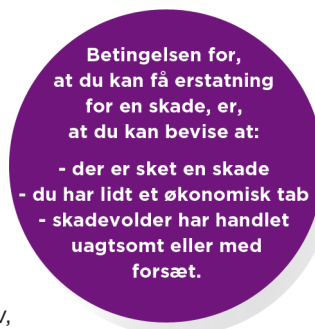 Betingelsen for,
at du kan få erstatning
for en skade, er,
at du kan bevise at:
- der er sket en skade
- du har lidt et økonomisk tab
- skadevolder har handlet
uagtsomt eller med
forsæt.